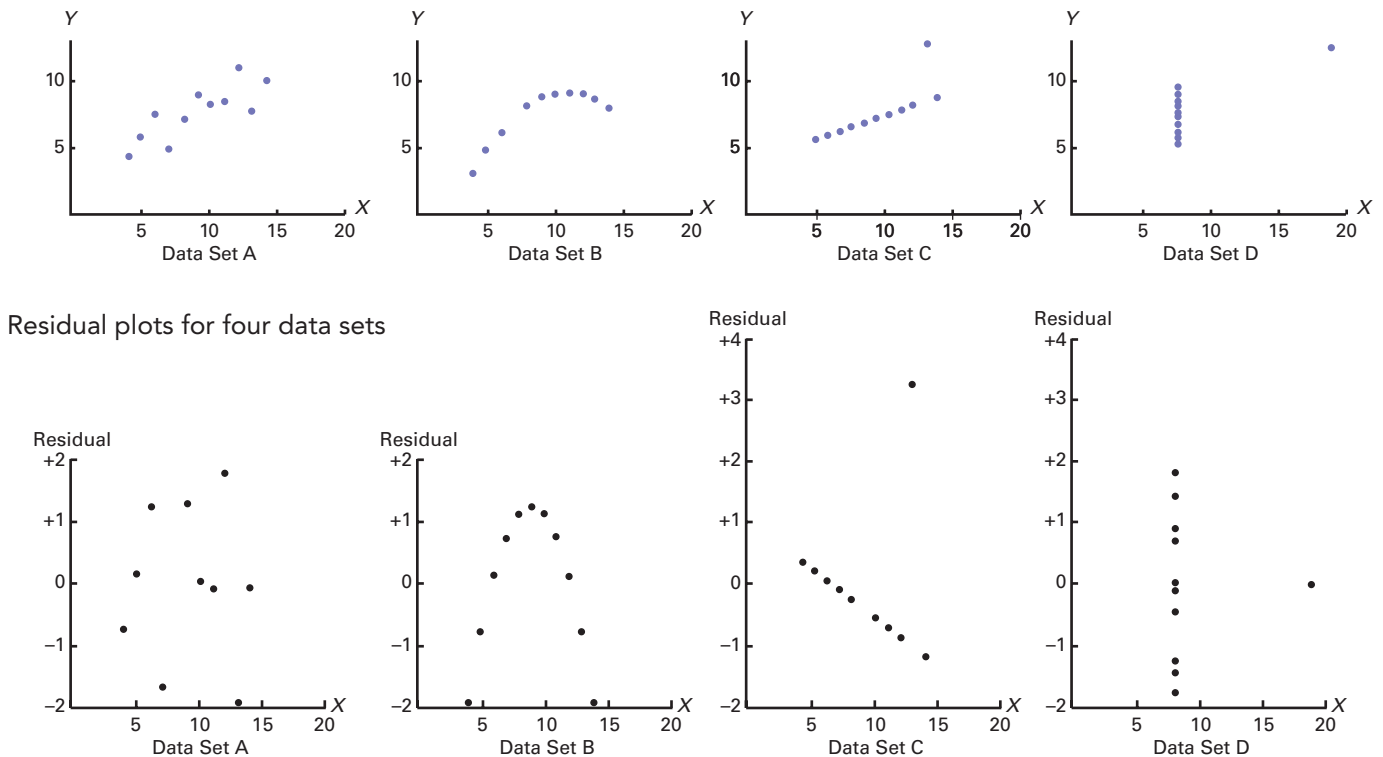 Y
10
5
X
5 10 15 20
Data Set A
Y
10
5
X
5 10 15 20
Data Set B
Y
10
5
X
5 10 15 20
Data Set C
Y
10
5
X
5 10 15 20
Data Set D
Residual plots for four data sets
Residual
+2
+1
0
–1
–2
X
5 10 15 20
Data Set A
Residual
+2
+1
0
–1
–2
X
5 10 15 20
Data Set B
Residual
+4
+3
+2
+1
0
–1
–2
X
5 10 15 20
Data Set C
Residual
+4
+3
+2
+1
0
–1
–2
X
5 10 15 20
Data Set D